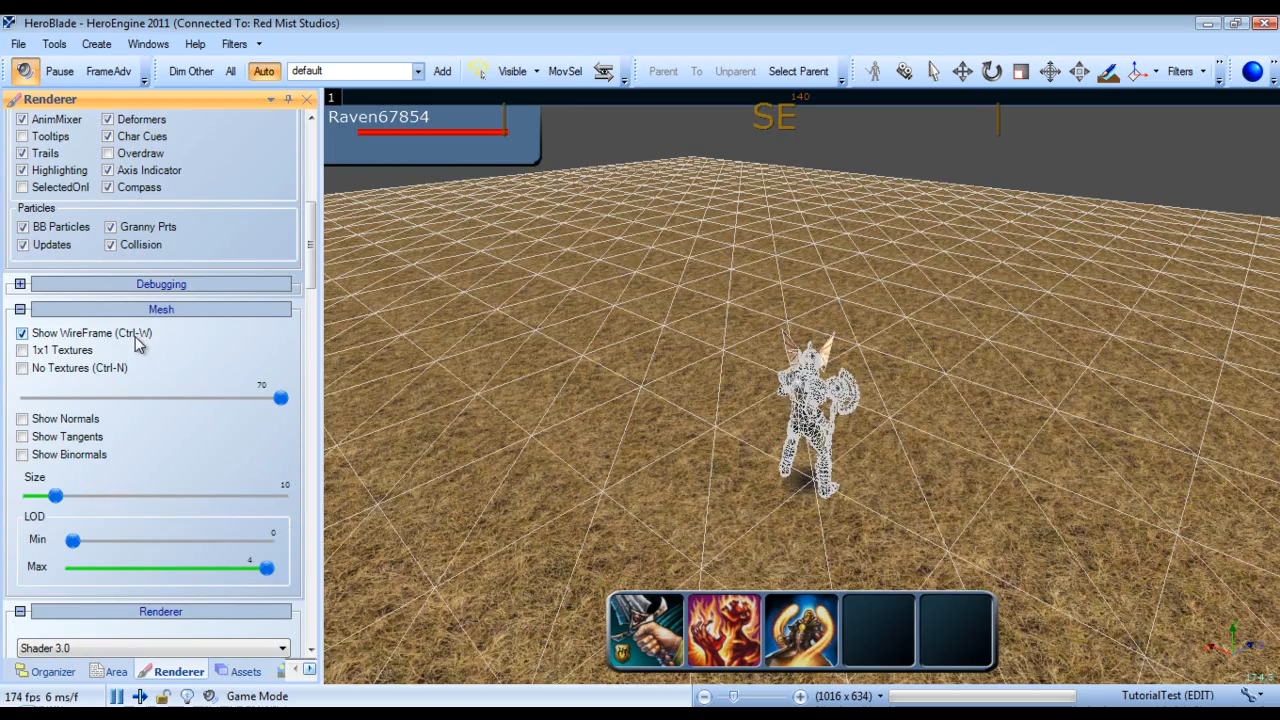 HeroBlade - HeroEngine 2011 (Connected To: Red Mist Studios)
File Tools Create Windows Help Filters
Pause FrameAdv Dim Other All Auto default Add Visible MovSel Parent To Unparent Select Parent Filters
Renderer
AnimMixer Deformers
Tooltips Char Cues
Trails Overdraw
Highlighting Axis Indicator
SelectedOnl Compass
Particles
BB Particles Granny Prts
Updates Collision
Debugging
Mesh
Show WireFrame (Ctrl-W)
1x1 Textures
No Textures (Ctrl-N)
70
Show Normals
Show Tangents
Show Binormals
Size
10
LOD
Min 0
Max 4
Renderer
Shader 3.0
Organizer Area Renderer Assets
1
140
SE
Raven67854
174 fps 6 ms/f Game Mode (1016 x 634) TutorialTest (EDIT)